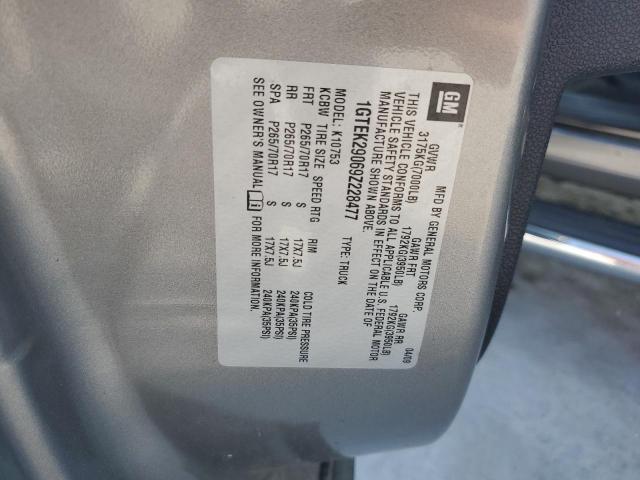 GM
MFD BY GENERAL MOTORS CORP.
04/09
GVWR GAWR FRT GAWR RR
3175KG(7000LB) 1792KG(3950LB) 1792KG(3950LB)
THIS VEHICLE CONFORMS TO ALL APPLICABLE U.S. FEDERAL MOTOR
VEHICLE SAFETY STANDARDS IN EFFECT ON THE DATE OF
MANUFACTURE SHOWN ABOVE.
1GTEK29069Z228477 TYPE: TRUCK
MODEL: K10753
KCBW TIRE SIZE SPEED RTG RIM COLD TIRE PRESSURE
FRT P265/70R17 S 17X7.5J 240KPA(35PSI)
RR P265/70R17 S 17X7.5J 240KPA(35PSI)
SPA P265/70R17 S 17X7.5J 240KPA(35PSI)
SEE OWNER'S MANUAL i FOR MORE INFORMATION.